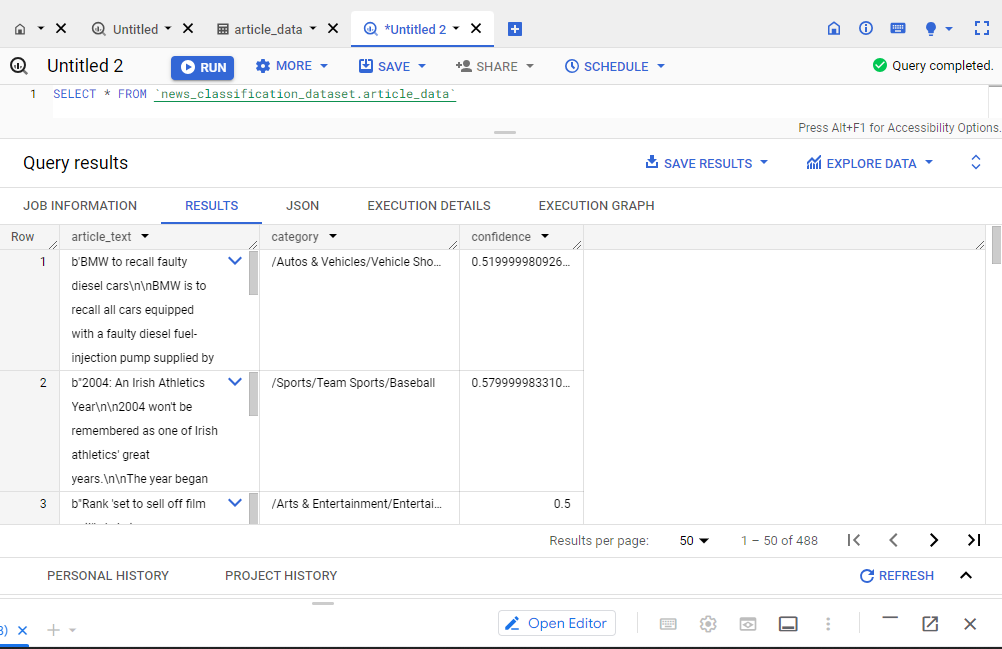 Untitled article_data *Untitled 2
Untitled 2 RUN MORE SAVE SHARE SCHEDULE Query completed.
1 SELECT * FROM `news_classification_dataset.article_data`
Press Alt+F1 for Accessibility Options.
Query results SAVE RESULTS EXPLORE DATA
JOB INFORMATION RESULTS JSON EXECUTION DETAILS EXECUTION GRAPH
Row article_text category confidence
1 b'BMW to recall faulty /Autos & Vehicles/Vehicle Sho... 0.519999980926...
diesel cars\n\nBMW is to
recall all cars equipped
with a faulty diesel fuel-
injection pump supplied by
2 b"2004: An Irish Athletics /Sports/Team Sports/Baseball 0.579999983310...
Year\n\n2004 won't be
remembered as one of Irish
athletics' great
years.\n\nThe year began
3 b"Rank 'set to sell off film /Arts & Entertainment/Entertai... 0.5
Results per page: 50 1 – 50 of 488
PERSONAL HISTORY PROJECT HISTORY REFRESH
Open Editor